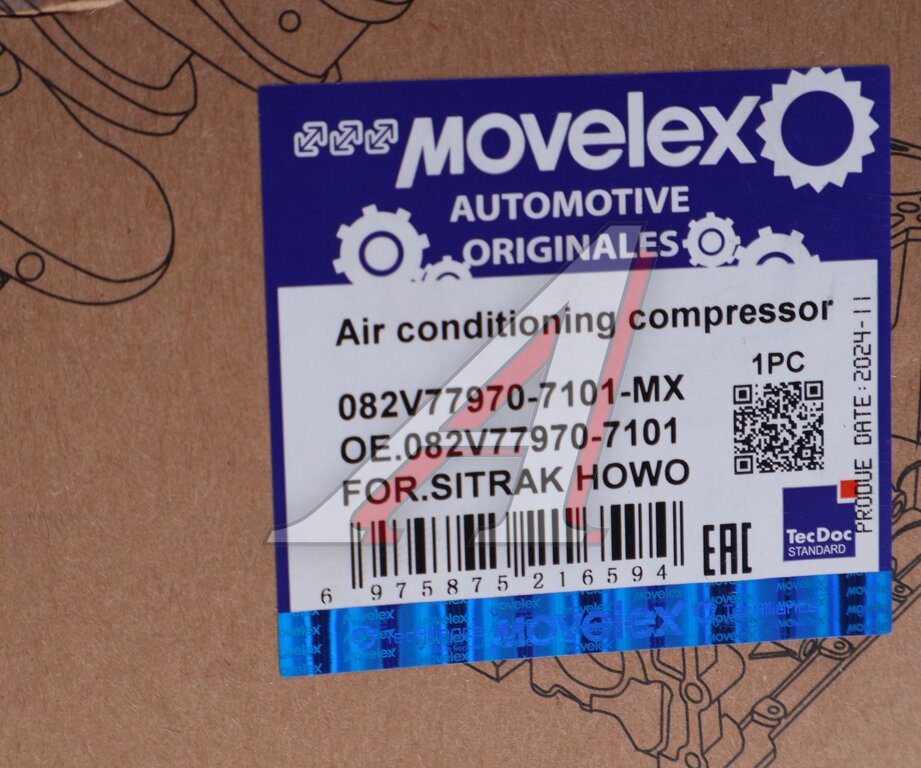 MOVelex
AUTOMOTIVE
ORIGINALES
Air conditioning compressor
082V77970-7101-MX
OE.082V77970-7101
FOR.SITRAK HOWO
1PC
PRODUE DATE: 2024-11
TecDoc
STANDARD
EAC
6 975875 216594
MOVelex